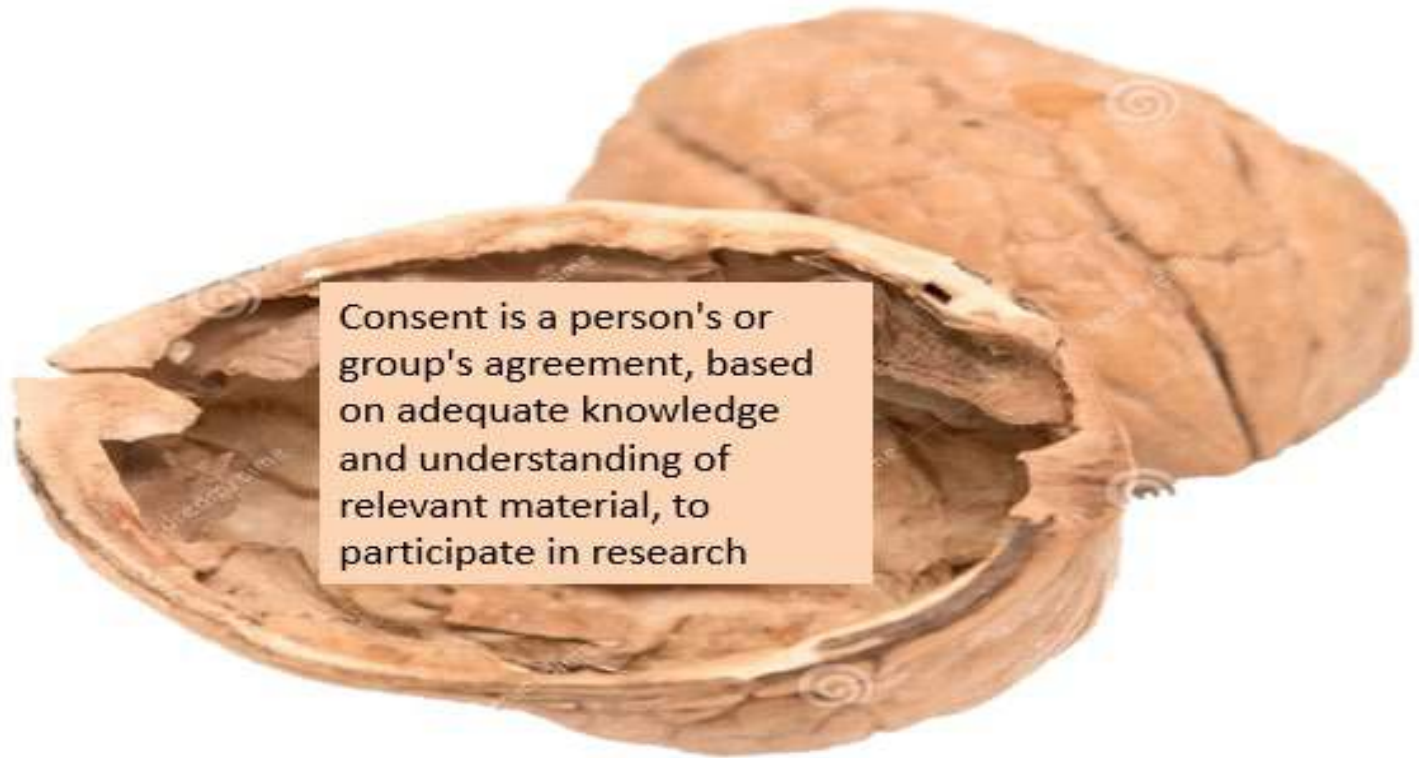 Consent is a person's or
group's agreement, based
on adequate knowledge
and understanding of
relevant material, to
participate in research